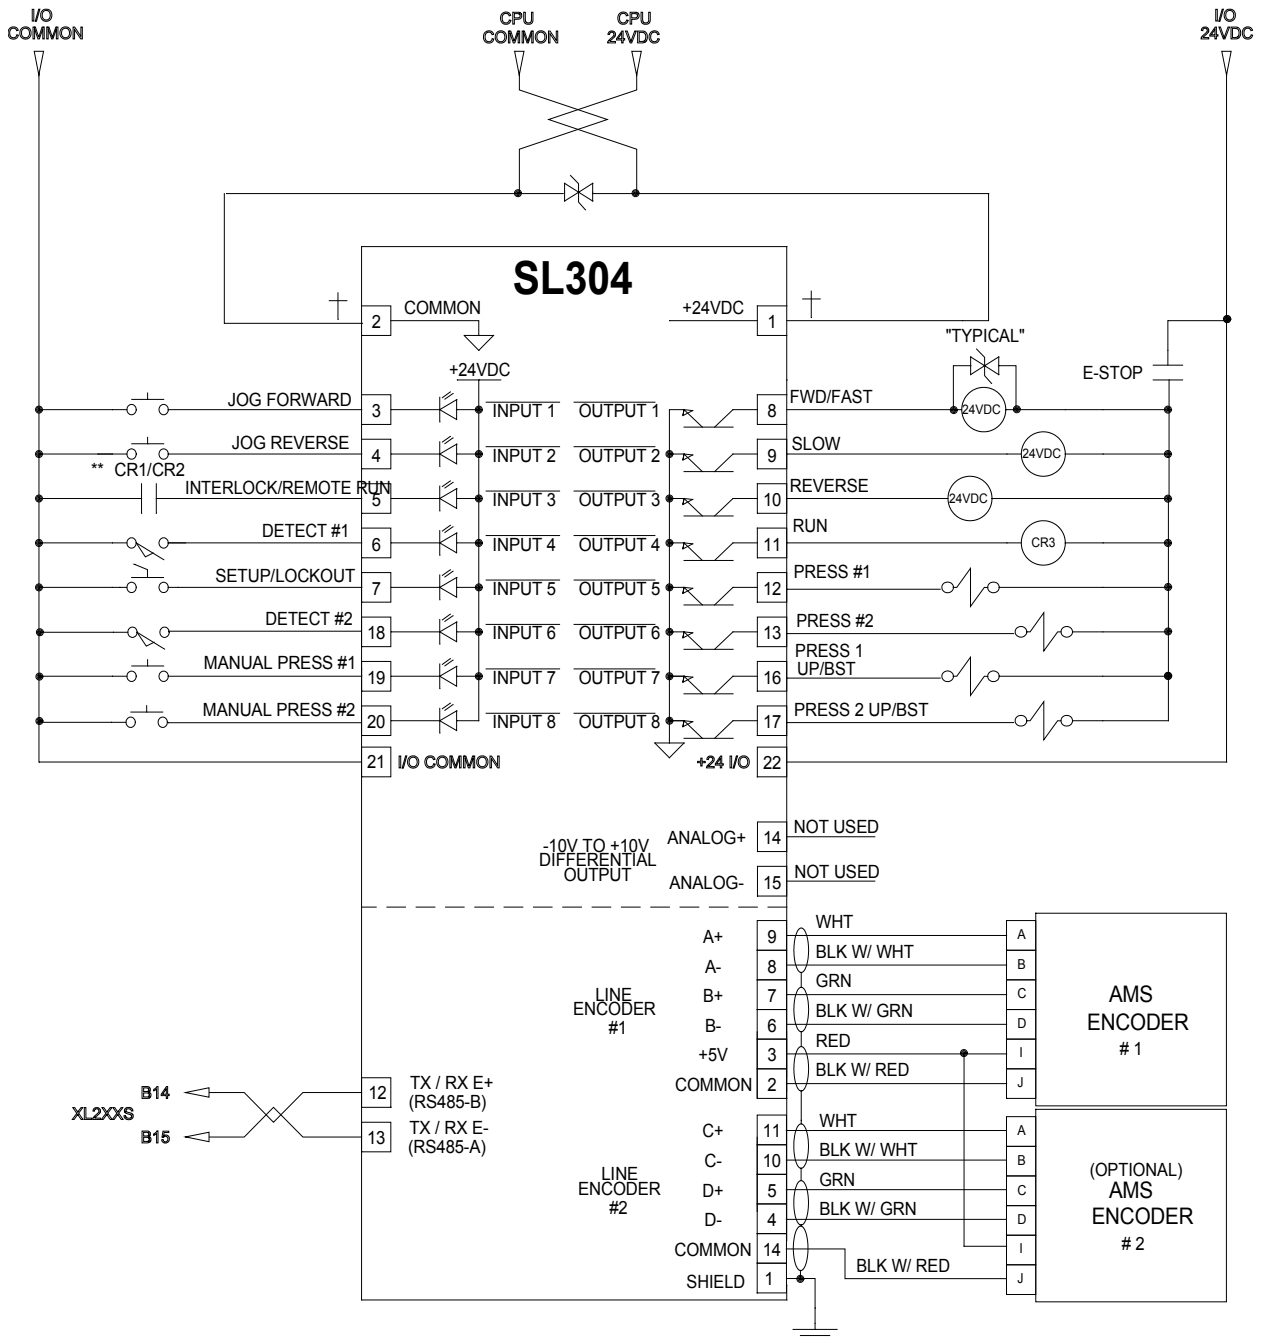 I/O
COMMON
CPU
COMMON
CPU
24VDC
I/O
24VDC
SL304
2
COMMON
+24VDC
1
+24VDC
"TYPICAL"
E-STOP
JOG FORWARD
3
INPUT 1
OUTPUT 1
8
FWD/FAST
24VDC
JOG REVERSE
4
INPUT 2
OUTPUT 2
9
SLOW
24VDC
** CR1/CR2
INTERLOCK/REMOTE RUN
5
INPUT 3
OUTPUT 3
10
REVERSE
24VDC
DETECT #1
6
INPUT 4
OUTPUT 4
11
RUN
CR3
SETUP/LOCKOUT
7
INPUT 5
OUTPUT 5
12
PRESS #1
DETECT #2
18
INPUT 6
OUTPUT 6
13
PRESS #2
MANUAL PRESS #1
19
INPUT 7
OUTPUT 7
16
PRESS 1
UP/BST
MANUAL PRESS #2
20
INPUT 8
OUTPUT 8
17
PRESS 2 UP/BST
21
I/O COMMON
+24 I/O
22
-10V TO +10V
DIFFERENTIAL
OUTPUT
ANALOG+
14
NOT USED
ANALOG-
15
NOT USED
LINE
ENCODER
#1
A+
9
WHT
A
A-
8
BLK W/ WHT
B
B+
7
GRN
C
B-
6
BLK W/ GRN
D
+5V
3
RED
I
COMMON
2
BLK W/ RED
J
AMS
ENCODER
# 1
XL2XXS
B14
B15
12
TX / RX E+
(RS485-B)
13
TX / RX E-
(RS485-A)
LINE
ENCODER
#2
C+
11
WHT
A
C-
10
BLK W/ WHT
B
D+
5
GRN
C
D-
4
BLK W/ GRN
D
I
COMMON
14
BLK W/ RED
J
SHIELD
1
(OPTIONAL)
AMS
ENCODER
# 2